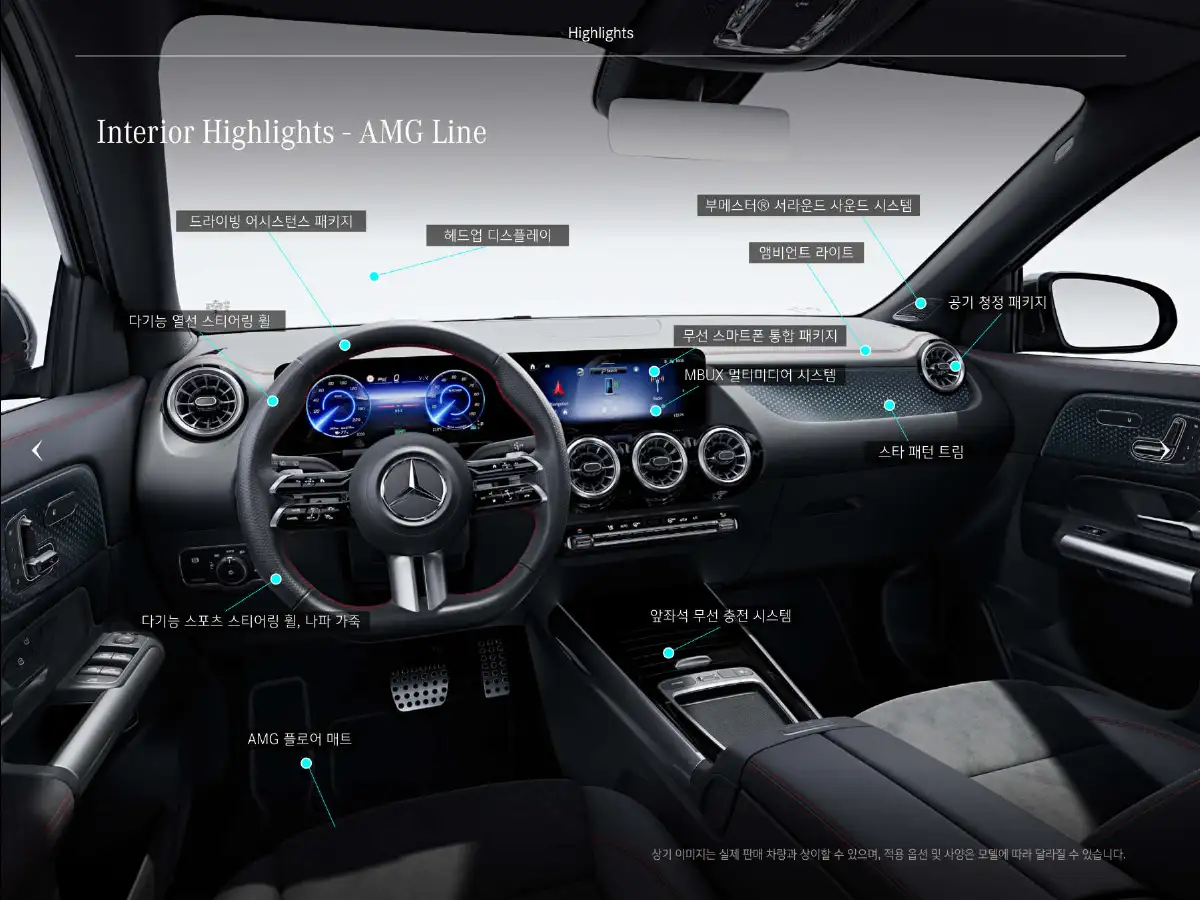 Highlights
Interior Highlights - AMG Line
부메스터® 서라운드 사운드 시스템
드라이빙 어시스턴스 패키지
헤드업 디스플레이
앰비언트 라이트
공기 청정 패키지
다기능 열선 스티어링 휠
무선 스마트폰 통합 패키지
MBUX 멀티미디어 시스템
스타 패턴 트림
앞좌석 무선 충전 시스템
다기능 스포츠 스티어링 휠, 나파 가죽
AMG 플로어 매트
상기 이미지는 실제 판매 차량과 상이할 수 있으며, 적용 옵션 및 사양은 모델에 따라 달라질 수 있습니다.